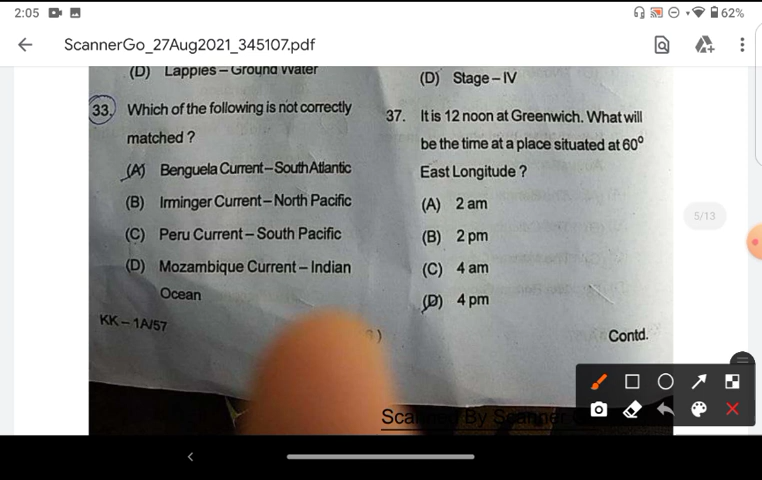 2:05
62%
ScannerGo_27Aug2021_345107.pdf
(D) Lappies – Ground Water
33. Which of the following is not correctly
matched ?
(A) Benguela Current – South Atlantic
(B) Irminger Current – North Pacific
(C) Peru Current – South Pacific
(D) Mozambique Current – Indian
Ocean
KK – 1A/57
(D) Stage – IV
37. It is 12 noon at Greenwich. What will
be the time at a place situated at 60°
East Longitude ?
(A) 2 am
(B) 2 pm
(C) 4 am
(D) 4 pm
)
Contd.
5/13
By